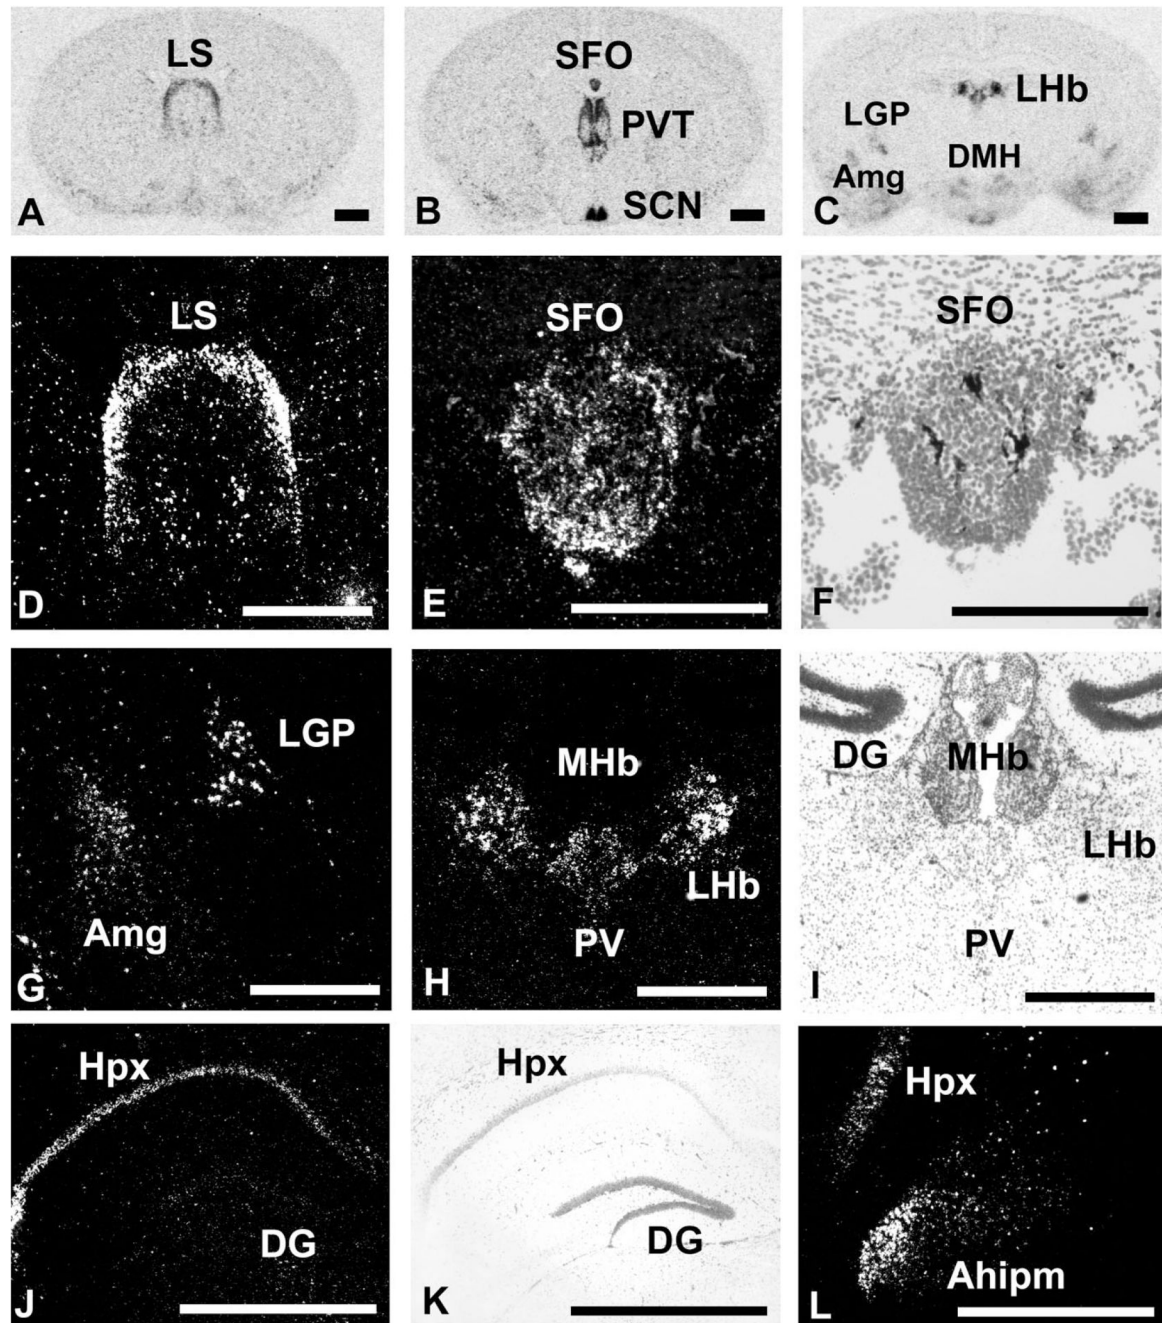 LS
A
SFO
PVT
SCN
B
LHb
LGP
DMH
Amg
C
LS
D
SFO
E
SFO
F
LGP
Amg
G
MHb
LHb
PV
H
DG
MHb
LHb
PV
I
Hpx
DG
J
Hpx
DG
K
Hpx
Ahipm
L